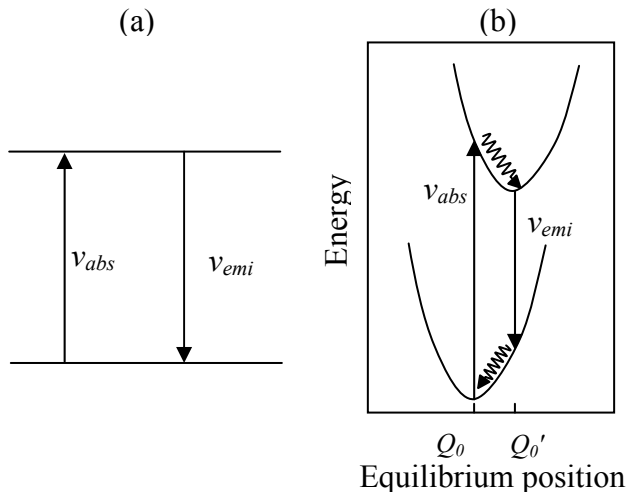 (a)
(b)
v_abs
v_emi
Energy
v_abs
v_emi
Q_0
Q_0'
Equilibrium position